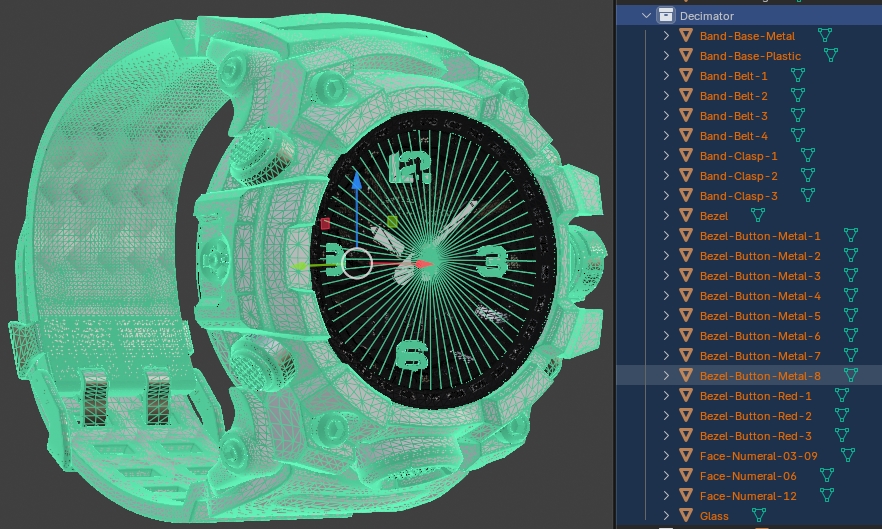 Decimator
Band-Base-Metal
Band-Base-Plastic
Band-Belt-1
Band-Belt-2
Band-Belt-3
Band-Belt-4
Band-Clasp-1
Band-Clasp-2
Band-Clasp-3
Bezel
Bezel-Button-Metal-1
Bezel-Button-Metal-2
Bezel-Button-Metal-3
Bezel-Button-Metal-4
Bezel-Button-Metal-5
Bezel-Button-Metal-6
Bezel-Button-Metal-7
Bezel-Button-Metal-8
Bezel-Button-Red-1
Bezel-Button-Red-2
Bezel-Button-Red-3
Face-Numeral-03-09
Face-Numeral-06
Face-Numeral-12
Glass
12
6